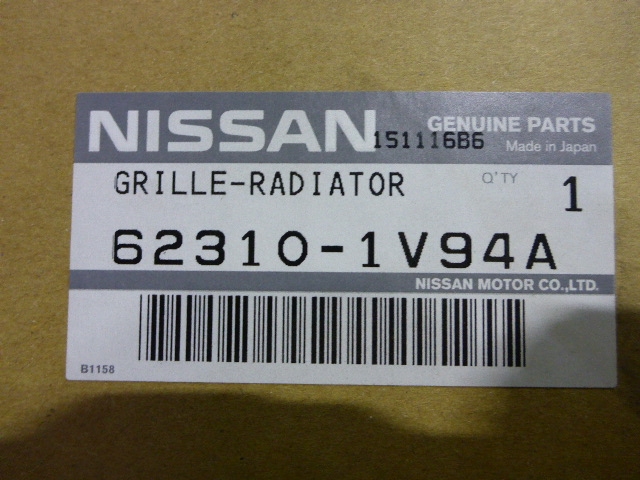 NISSAN
GENUINE PARTS
151116B6
Made in Japan
GRILLE-RADIATOR
Q'TY
1
62310-1V94A
NISSAN MOTOR CO.,LTD.
B1158